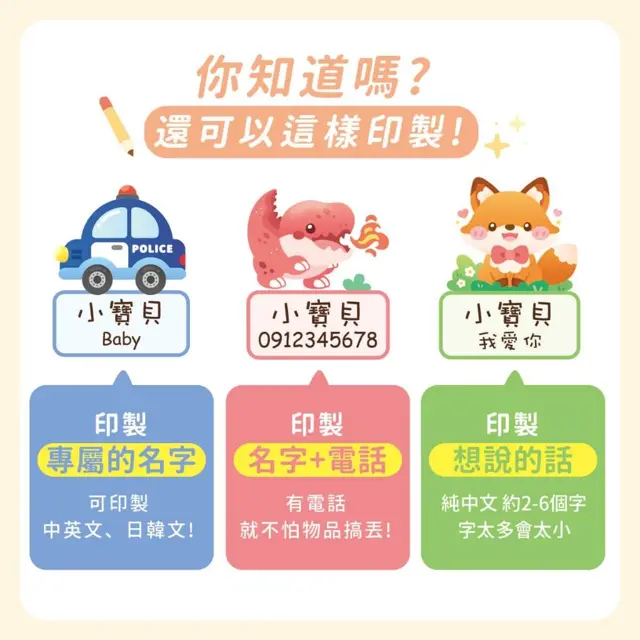 你知道嗎?
還可以這樣印製!
POLICE
小寶貝
Baby
小寶貝
0912345678
小寶貝
我愛你
印製
專屬的名字
可印製
中英文、日韓文!
印製
名字+電話
有電話
就不怕物品搞丟!
印製
想說的話
純中文 約2-6個字
字太多會太小